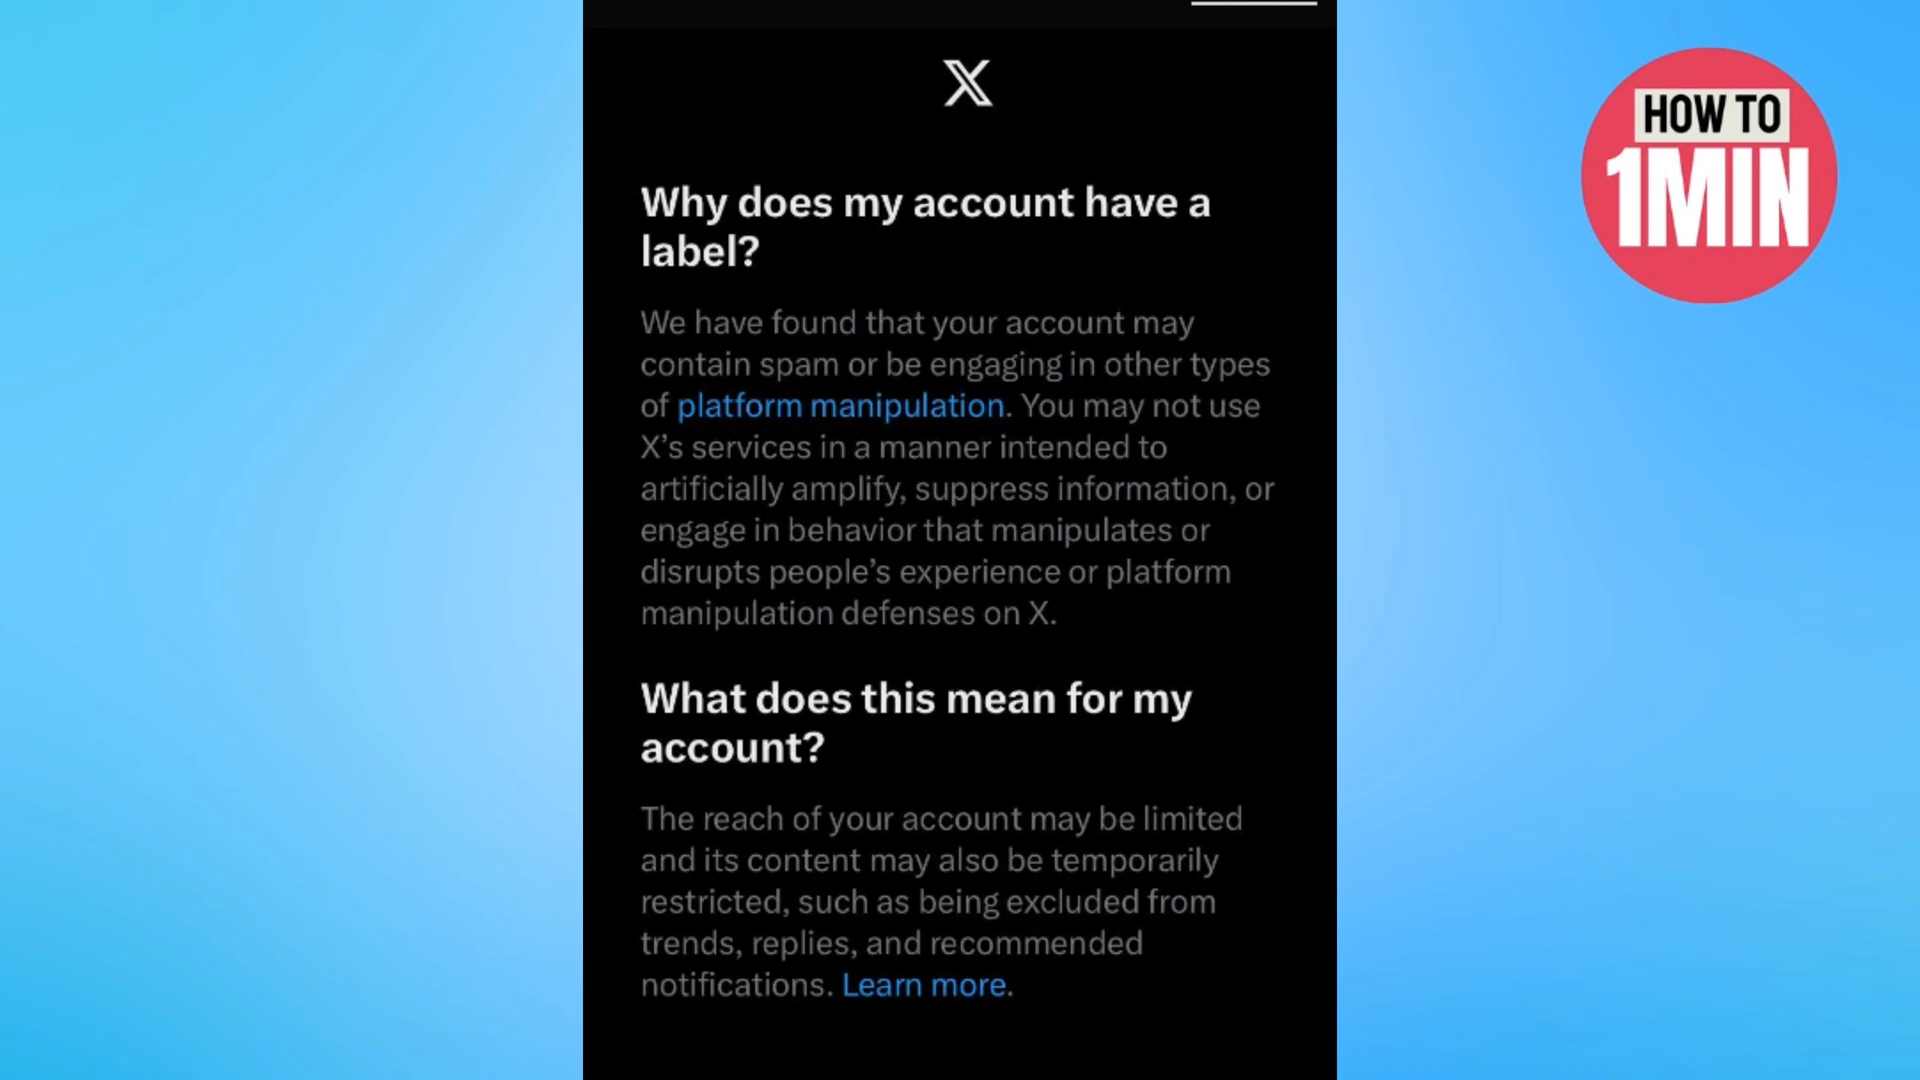 X
HOW TO
1MIN
Why does my account have a
label?
We have found that your account may
contain spam or be engaging in other types
of platform manipulation. You may not use
X’s services in a manner intended to
artificially amplify, suppress information, or
engage in behavior that manipulates or
disrupts people’s experience or platform
manipulation defenses on X.
What does this mean for my
account?
The reach of your account may be limited
and its content may also be temporarily
restricted, such as being excluded from
trends, replies, and recommended
notifications. Learn more.